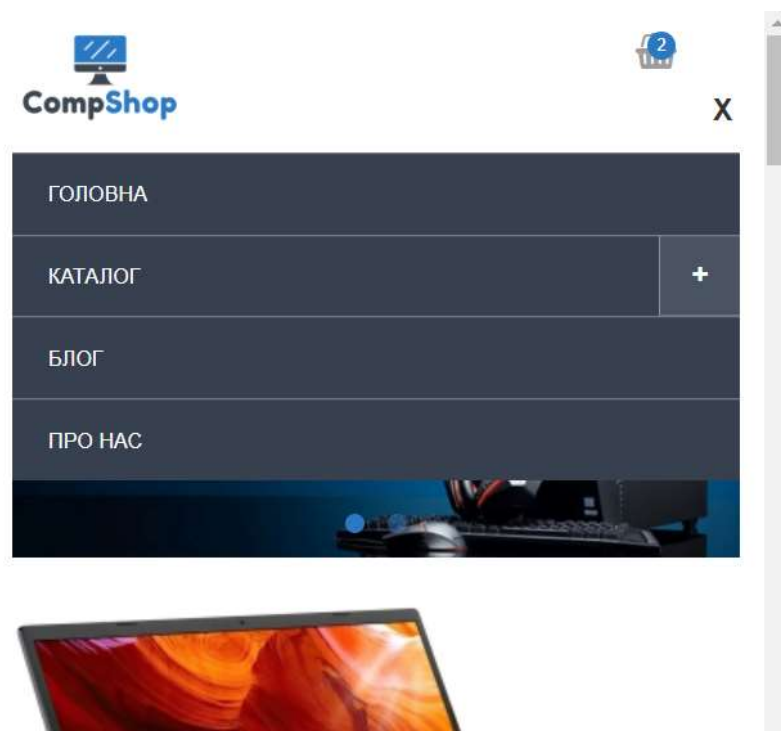 2
CompShop
X
ГОЛОВНА
КАТАЛОГ
+
БЛОГ
ПРО НАС